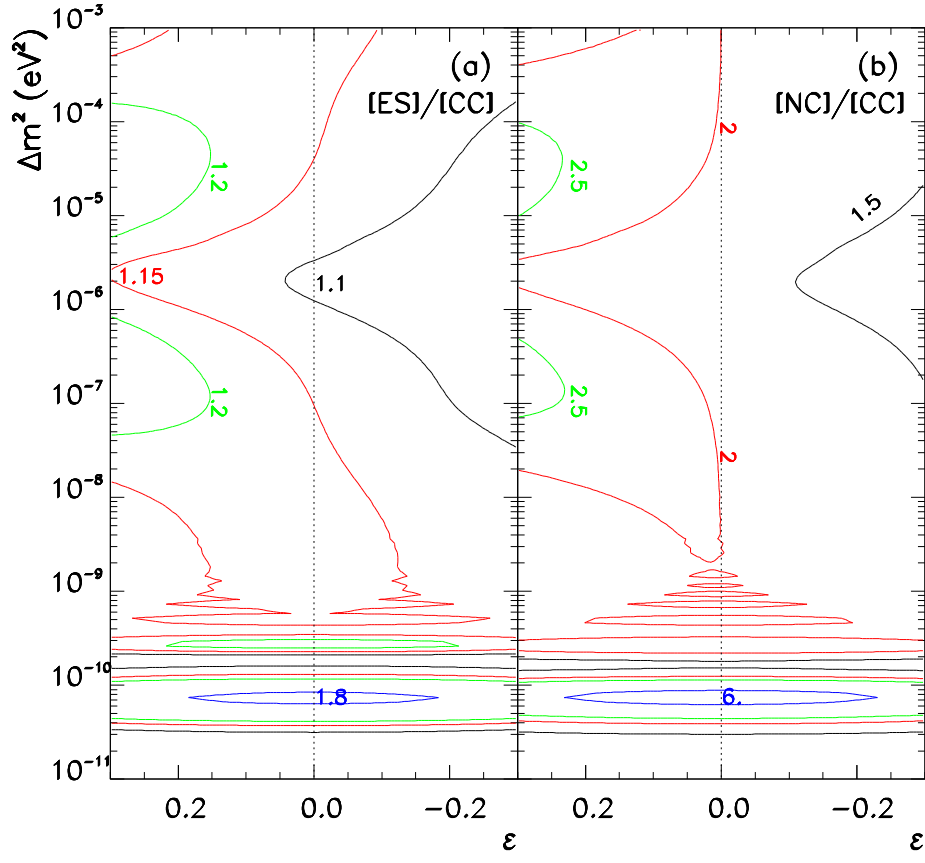 10⁻³
(a)
(b)
Δm² (eV²)
[ES]/[CC]
[NC]/[CC]
10⁻⁴
2
1.2
2.5
10⁻⁵
1.5
1.15
1.1
10⁻⁶
1.2
2.5
10⁻⁷
2
10⁻⁸
10⁻⁹
10⁻¹⁰
1.8
6.
10⁻¹¹
0.2 0.0 −0.2 0.2 0.0 −0.2
ε ε